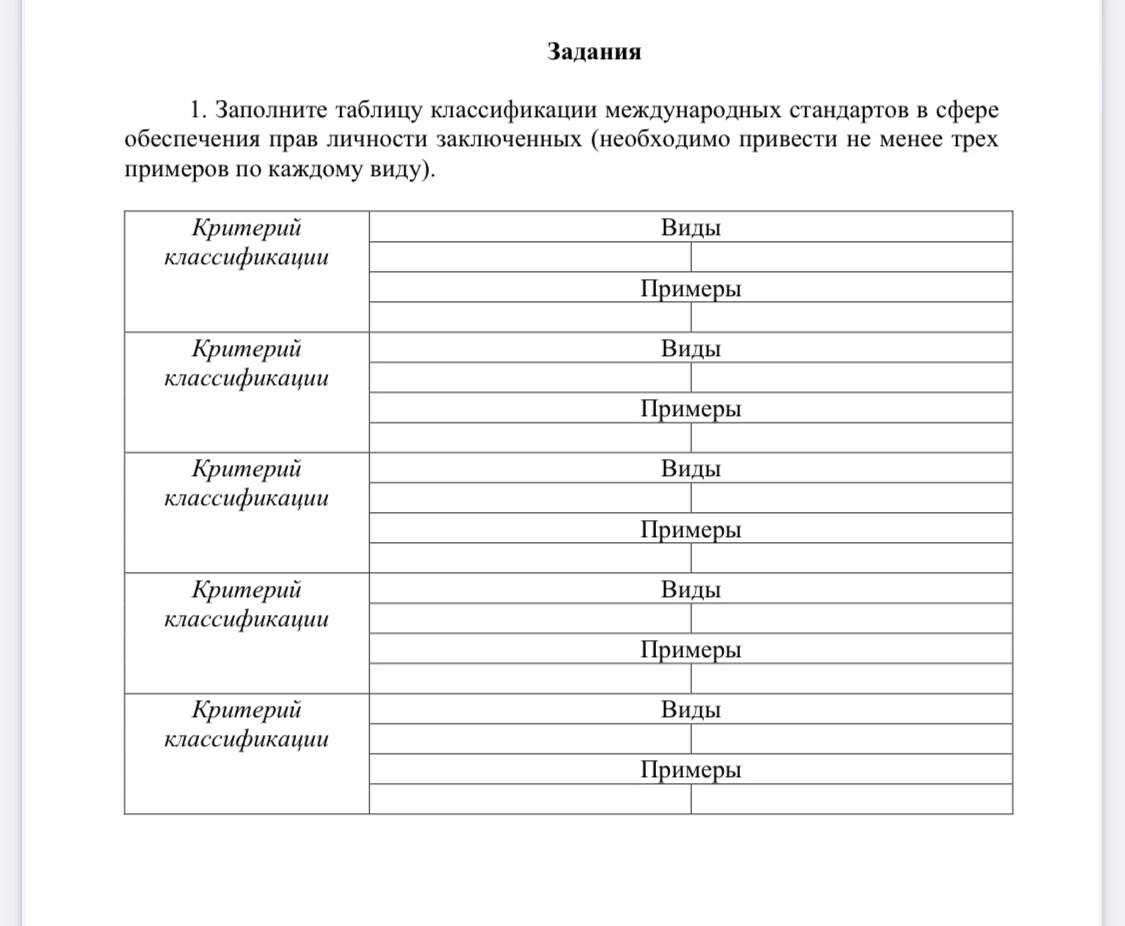 Задания
1. Заполните таблицу классификации международных стандартов в сфере
обеспечения прав личности заключенных (необходимо привести не менее трех
примеров по каждому виду).
Критерий
классификации
Виды
Примеры
Критерий
классификации
Виды
Примеры
Критерий
классификации
Виды
Примеры
Критерий
классификации
Виды
Примеры
Критерий
классификации
Виды
Примеры